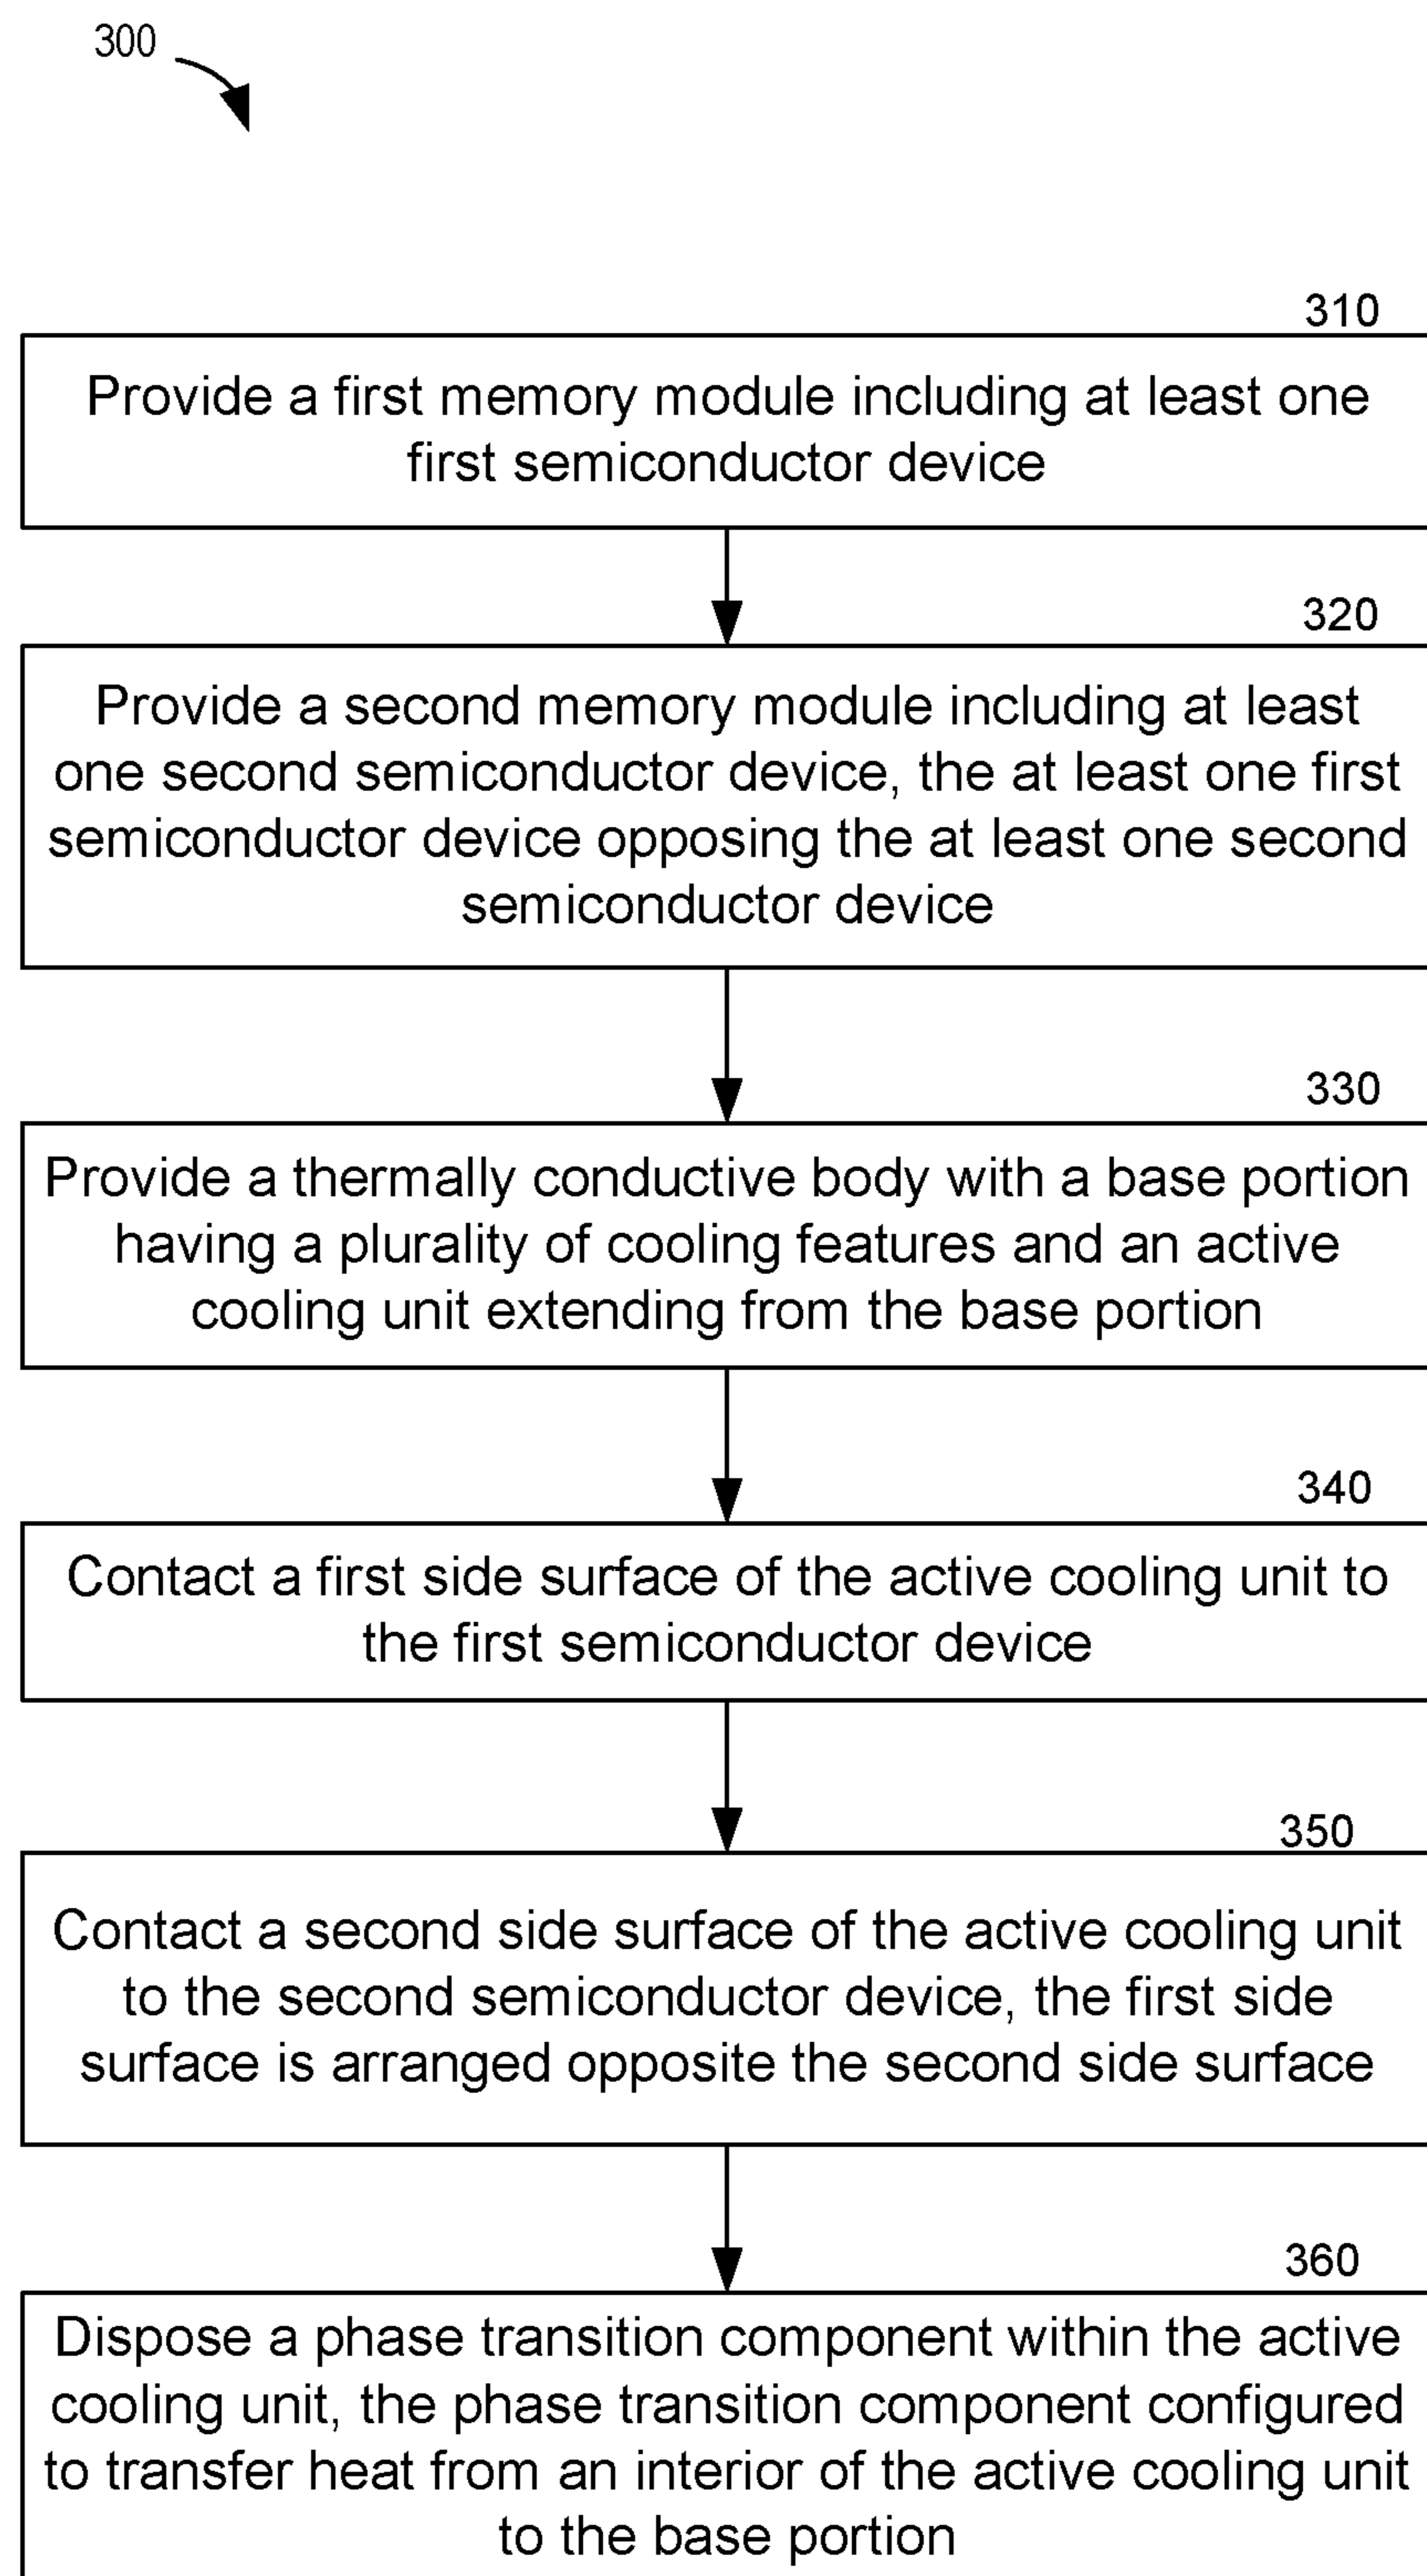 300
310
Provide a first memory module including at least one
first semiconductor device
320
Provide a second memory module including at least
one second semiconductor device, the at least one first
semiconductor device opposing the at least one second
semiconductor device
330
Provide a thermally conductive body with a base portion
having a plurality of cooling features and an active
cooling unit extending from the base portion
340
Contact a first side surface of the active cooling unit to
the first semiconductor device
350
Contact a second side surface of the active cooling unit
to the second semiconductor device, the first side
surface is arranged opposite the second side surface
360
Dispose a phase transition component within the active
cooling unit, the phase transition component configured
to transfer heat from an interior of the active cooling unit
to the base portion